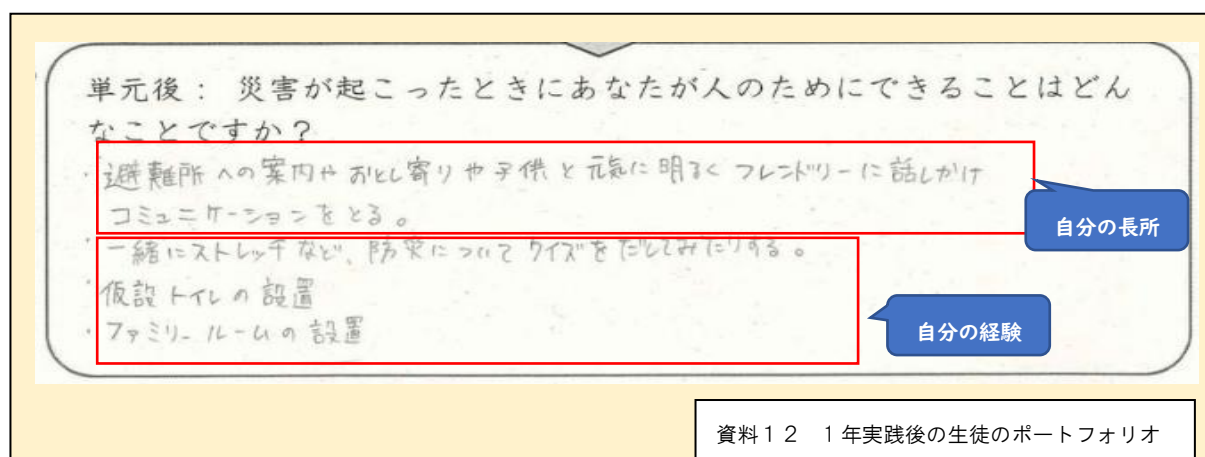 単元後： 災害が起こったときにあなたが人のためにできることはどん
なことですか？
・避難所への案内やお年寄りや子供と元気に明るくフレンドリーに話しかけ
コミュニケーションをとる。
・一緒にストレッチなど、防災についてクイズをだしてみたりする。
・仮設トイレの設置
・ファミリールームの設置
自分の長所
自分の経験
資料１２　１年実践後の生徒のポートフォリオ